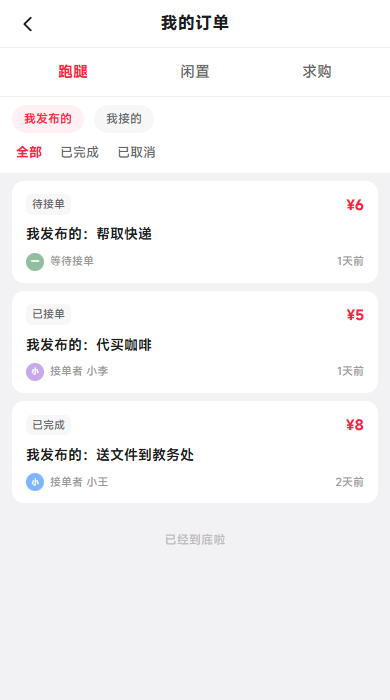 我的订单
跑腿 闲置 求购
我发布的 我接的
全部 已完成 已取消
待接单 ¥6
我发布的：帮取快递
等待接单 1天前
已接单 ¥5
我发布的：代买咖啡
小 接单者 小李 1天前
已完成 ¥8
我发布的：送文件到教务处
小 接单者 小王 2天前
已经到底啦